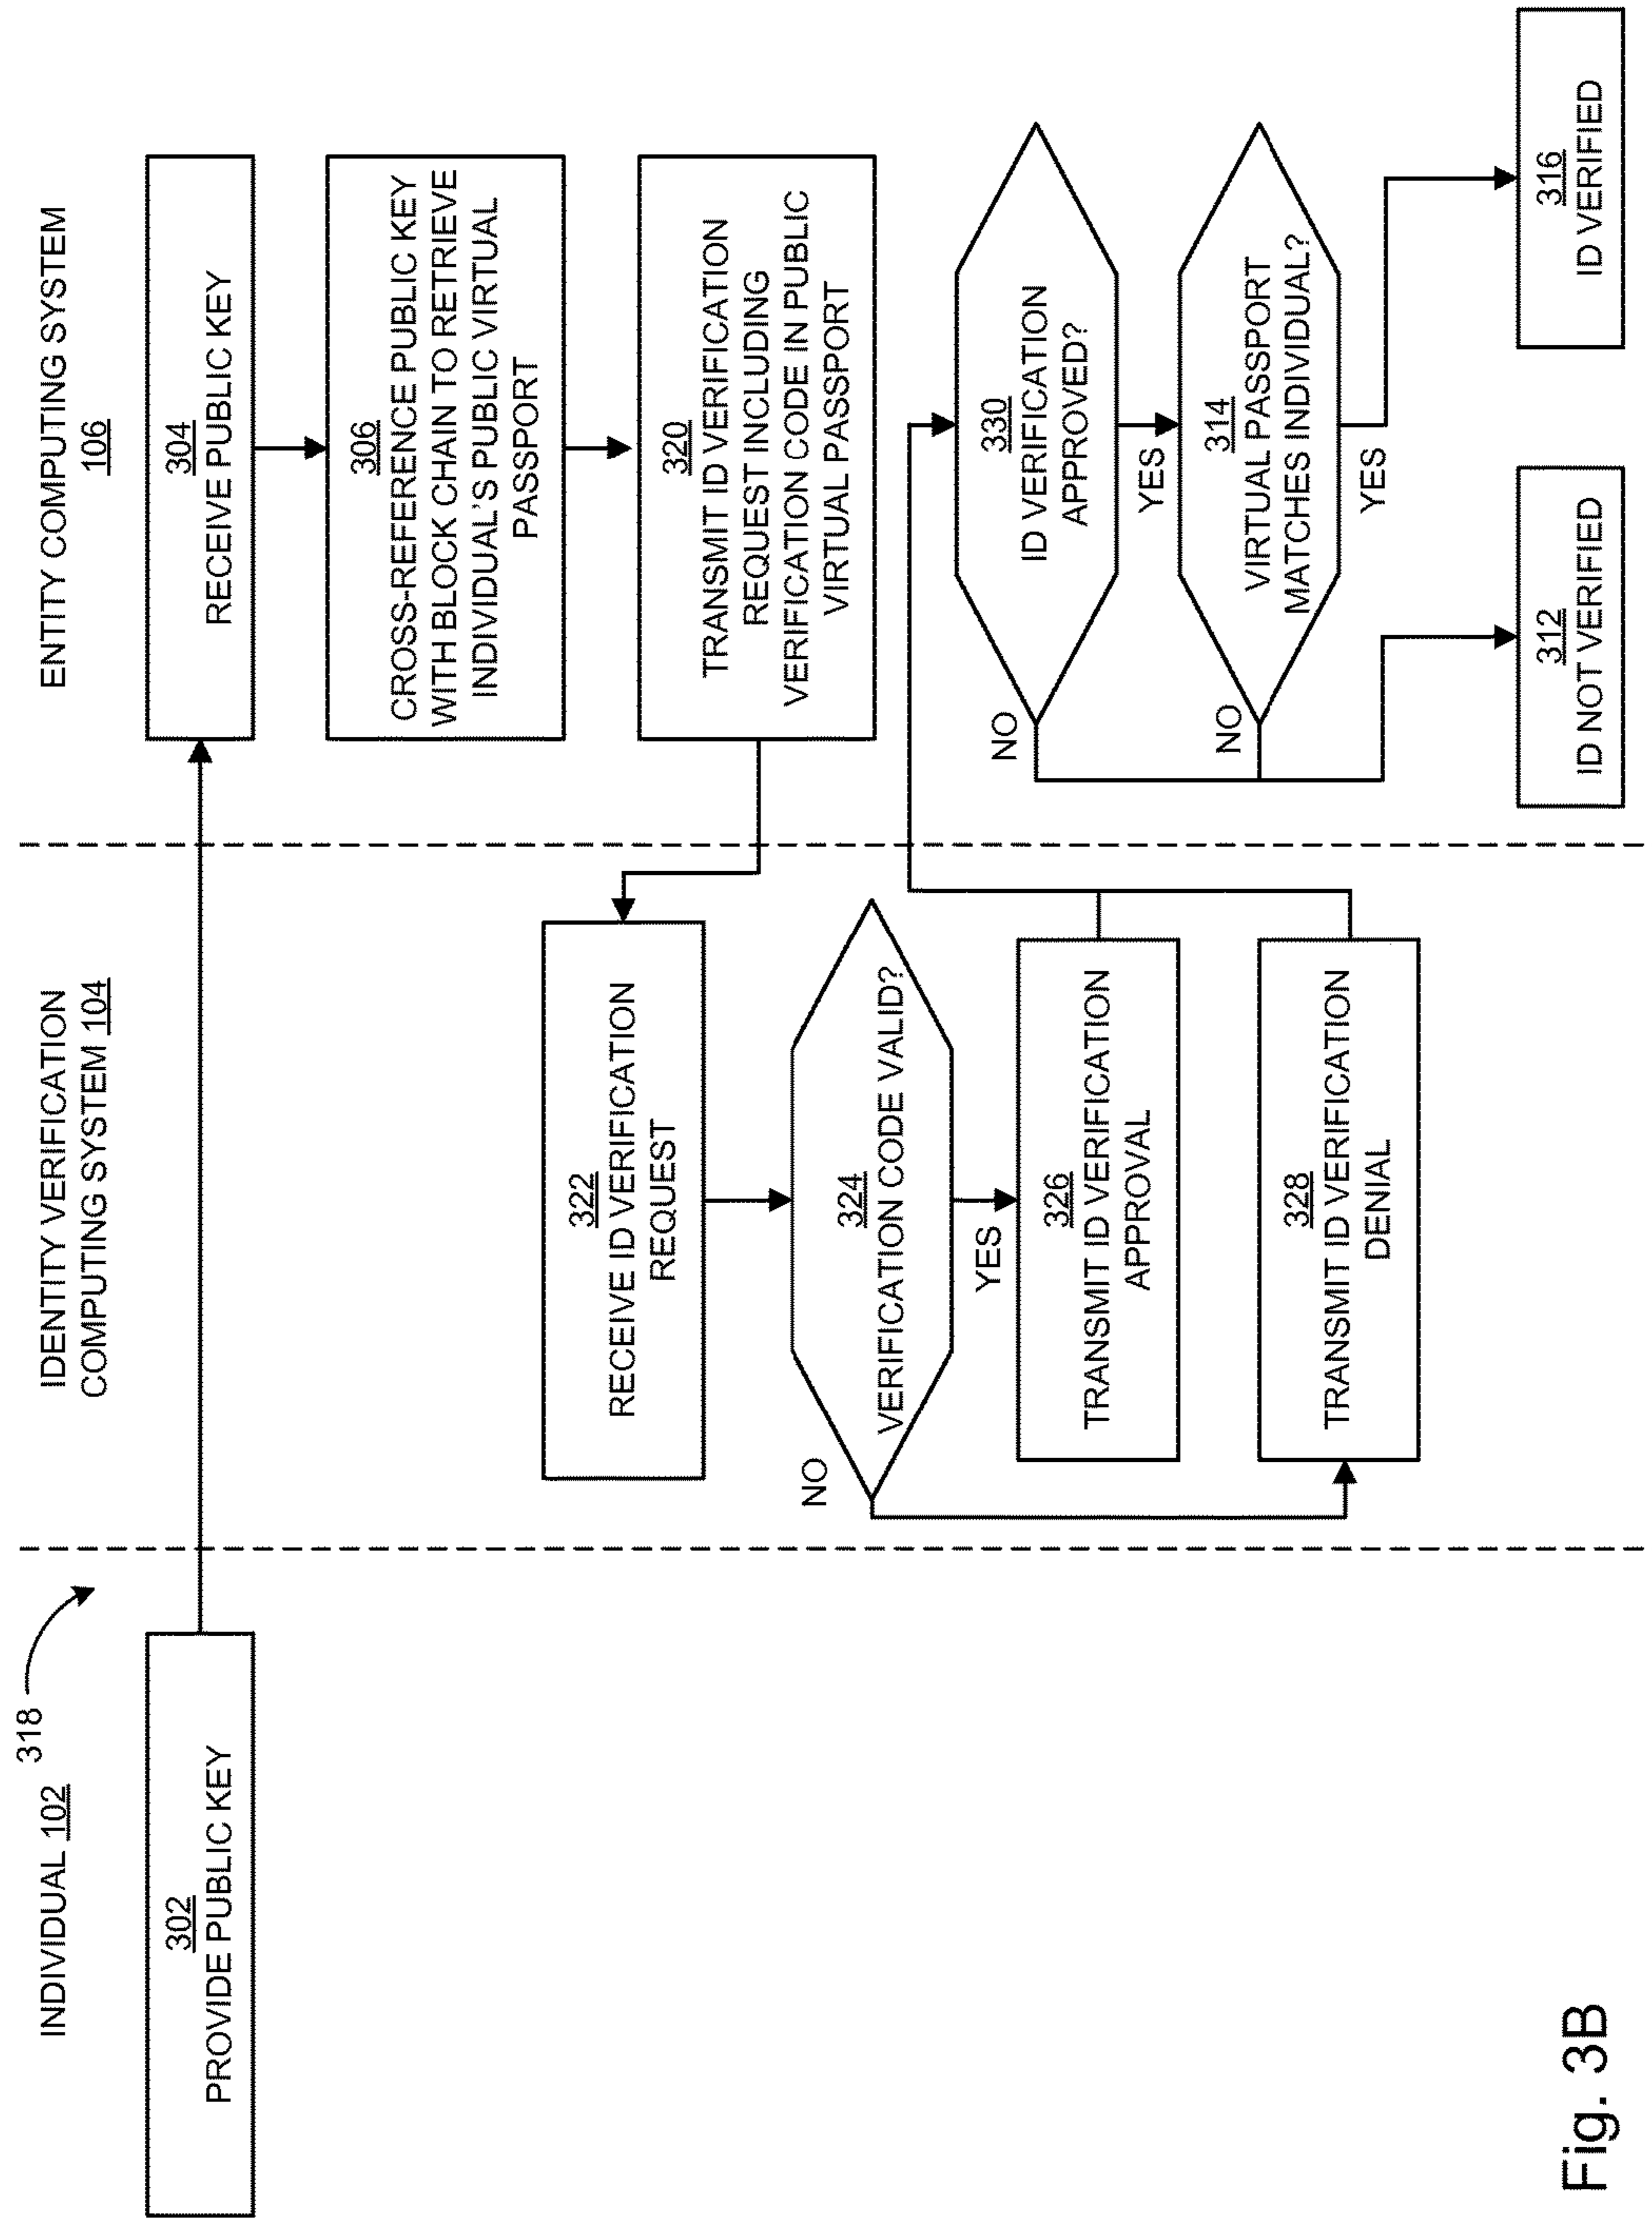 INDIVIDUAL 102
318
IDENTITY VERIFICATION
COMPUTING SYSTEM 104
ENTITY COMPUTING SYSTEM
106
302
PROVIDE PUBLIC KEY
304
RECEIVE PUBLIC KEY
306
CROSS-REFERENCE PUBLIC KEY
WITH BLOCK CHAIN TO RETRIEVE
INDIVIDUAL'S PUBLIC VIRTUAL
PASSPORT
320
TRANSMIT ID VERIFICATION
REQUEST INCLUDING
VERIFICATION CODE IN PUBLIC
VIRTUAL PASSPORT
322
RECEIVE ID VERIFICATION
REQUEST
324
VERIFICATION CODE VALID?
NO
YES
326
TRANSMIT ID VERIFICATION
APPROVAL
328
TRANSMIT ID VERIFICATION
DENIAL
330
ID VERIFICATION
APPROVED?
NO
YES
314
VIRTUAL PASSPORT
MATCHES INDIVIDUAL?
NO
YES
312
ID NOT VERIFIED
316
ID VERIFIED
Fig. 3B